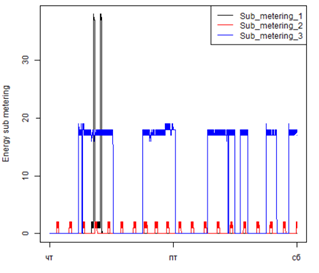 Sub_metering_1
Sub_metering_2
Sub_metering_3
Energy sub metering
30
20
10
0
чт
пт
сб